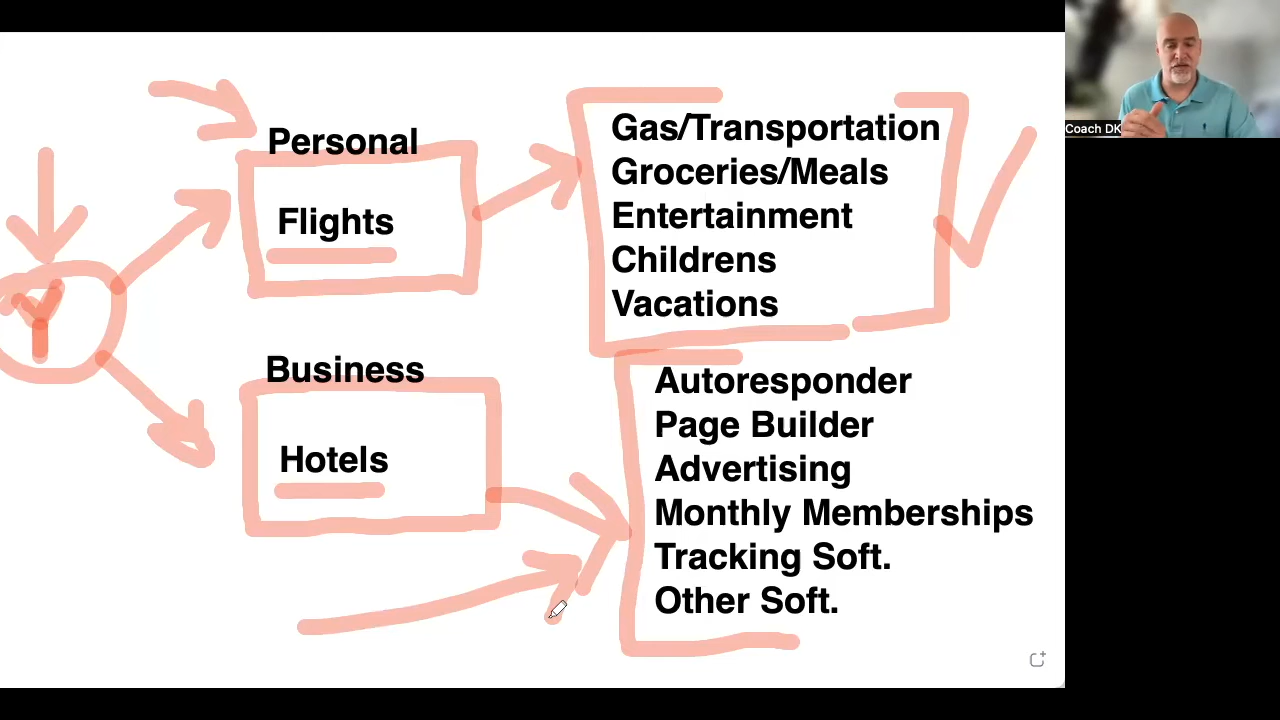 Personal
Flights
Gas/Transportation
Groceries/Meals
Entertainment
Childrens
Vacations
Y
Business
Hotels
Autoresponder
Page Builder
Advertising
Monthly Memberships
Tracking Soft.
Other Soft.
Coach DK